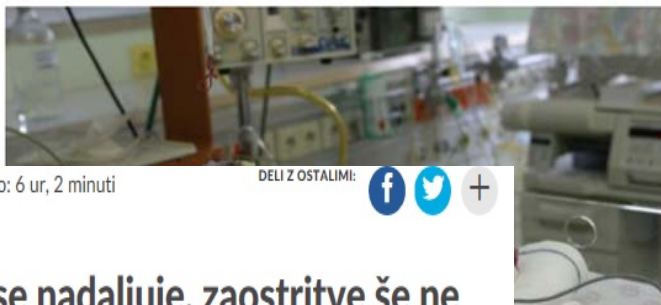 o: 6 ur, 2 minuti
DELI Z OSTALIMI:
se nadaljuje, zaostritve še ne